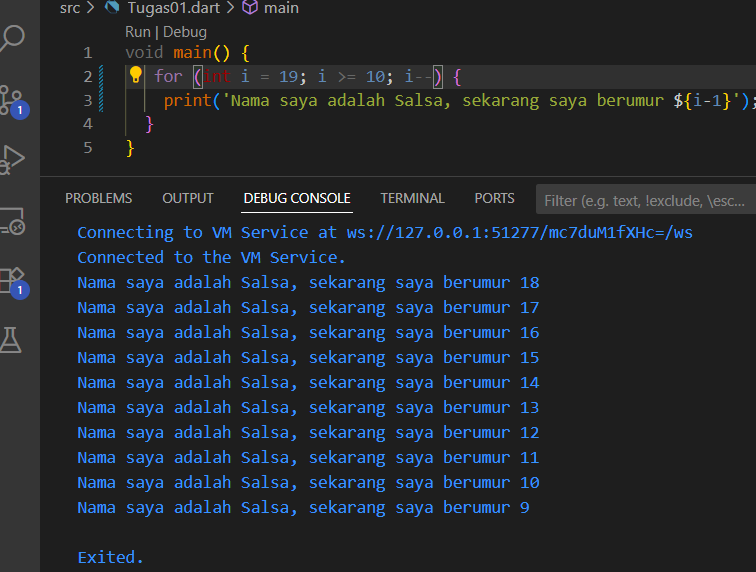 src > Tugas01.dart > main
Run | Debug
1 void main() {
2 for (int i = 19; i >= 10; i--) {
3 print('Nama saya adalah Salsa, sekarang saya berumur ${i-1}');
4 }
5 }
PROBLEMS OUTPUT DEBUG CONSOLE TERMINAL PORTS Filter (e.g. text, !exclude, \esc...
Connecting to VM Service at ws://127.0.0.1:51277/mc7duM1fXHc=/ws
Connected to the VM Service.
Nama saya adalah Salsa, sekarang saya berumur 18
Nama saya adalah Salsa, sekarang saya berumur 17
Nama saya adalah Salsa, sekarang saya berumur 16
Nama saya adalah Salsa, sekarang saya berumur 15
Nama saya adalah Salsa, sekarang saya berumur 14
Nama saya adalah Salsa, sekarang saya berumur 13
Nama saya adalah Salsa, sekarang saya berumur 12
Nama saya adalah Salsa, sekarang saya berumur 11
Nama saya adalah Salsa, sekarang saya berumur 10
Nama saya adalah Salsa, sekarang saya berumur 9
Exited.
1
1